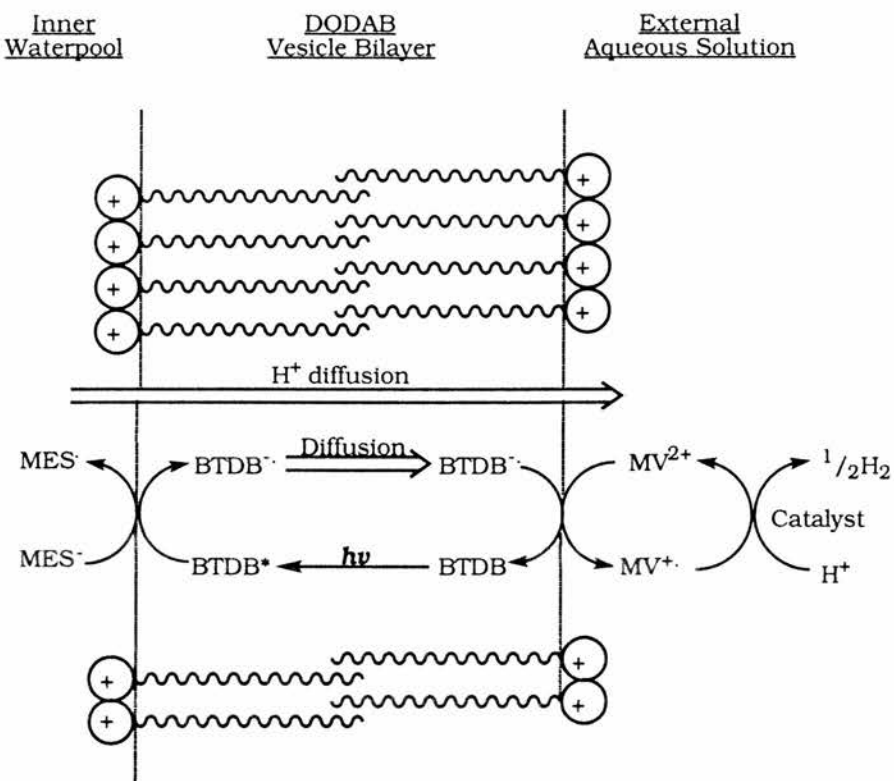 Inner
Waterpool
DODAB
Vesicle Bilayer
External
Aqueous Solution
+
+
+
+
+
+
+
+
H⁺ diffusion
MES·
BTDB⁻·
Diffusion
BTDB⁻·
MV²⁺
¹/₂H₂
Catalyst
MES⁻
BTDB*
hν
BTDB
MV⁺·
H⁺
+
+
+
+